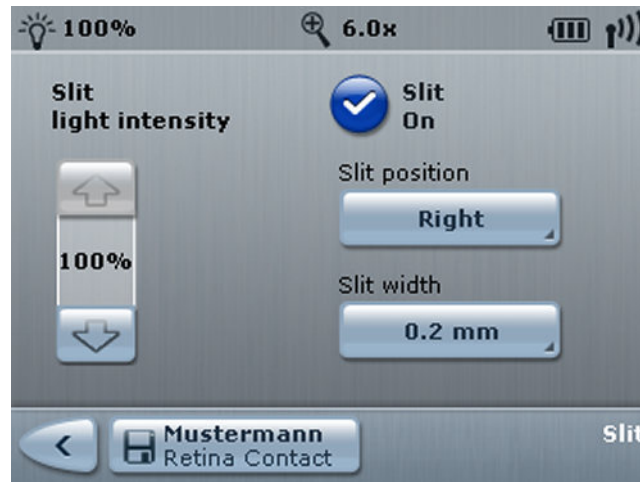 100%
6.0x
Slit
light intensity
Slit
On
Slit position
Right
100%
Slit width
0.2 mm
Mustermann
Retina Contact
Slit